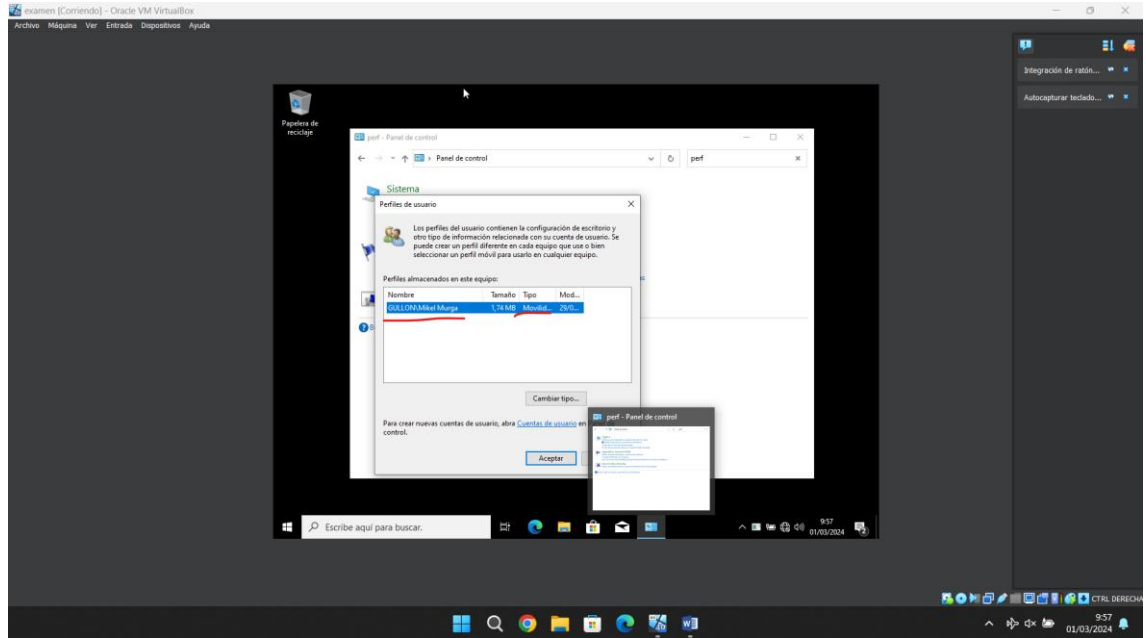 examen [Corriendo] - Oracle VM VirtualBox
Archivo Máquina Ver Entrada Dispositivos Ayuda
Integración de ratón...
Autocapturar teclado...
Papelera de
reciclaje
perf - Panel de control
Panel de control
perf
Sistema
Perfiles de usuario
Los perfiles del usuario contienen la configuración de escritorio y
otro tipo de información relacionada con su cuenta de usuario. Se
puede crear un perfil diferente en cada equipo que use o bien
seleccionar un perfil móvil para usarlo en cualquier equipo.
Perfiles almacenados en este equipo:
Nombre Tamaño Tipo Mod...
GULLON\Mikel Murga 1,74 MB Movilid... 29/0...
Cambiar tipo...
Para crear nuevas cuentas de usuario, abra Cuentas de usuario en
control.
Aceptar
perf - Panel de control
Escribe aquí para buscar.
9:57
01/03/2024
CTRL DERECHA
9:57
01/03/2024